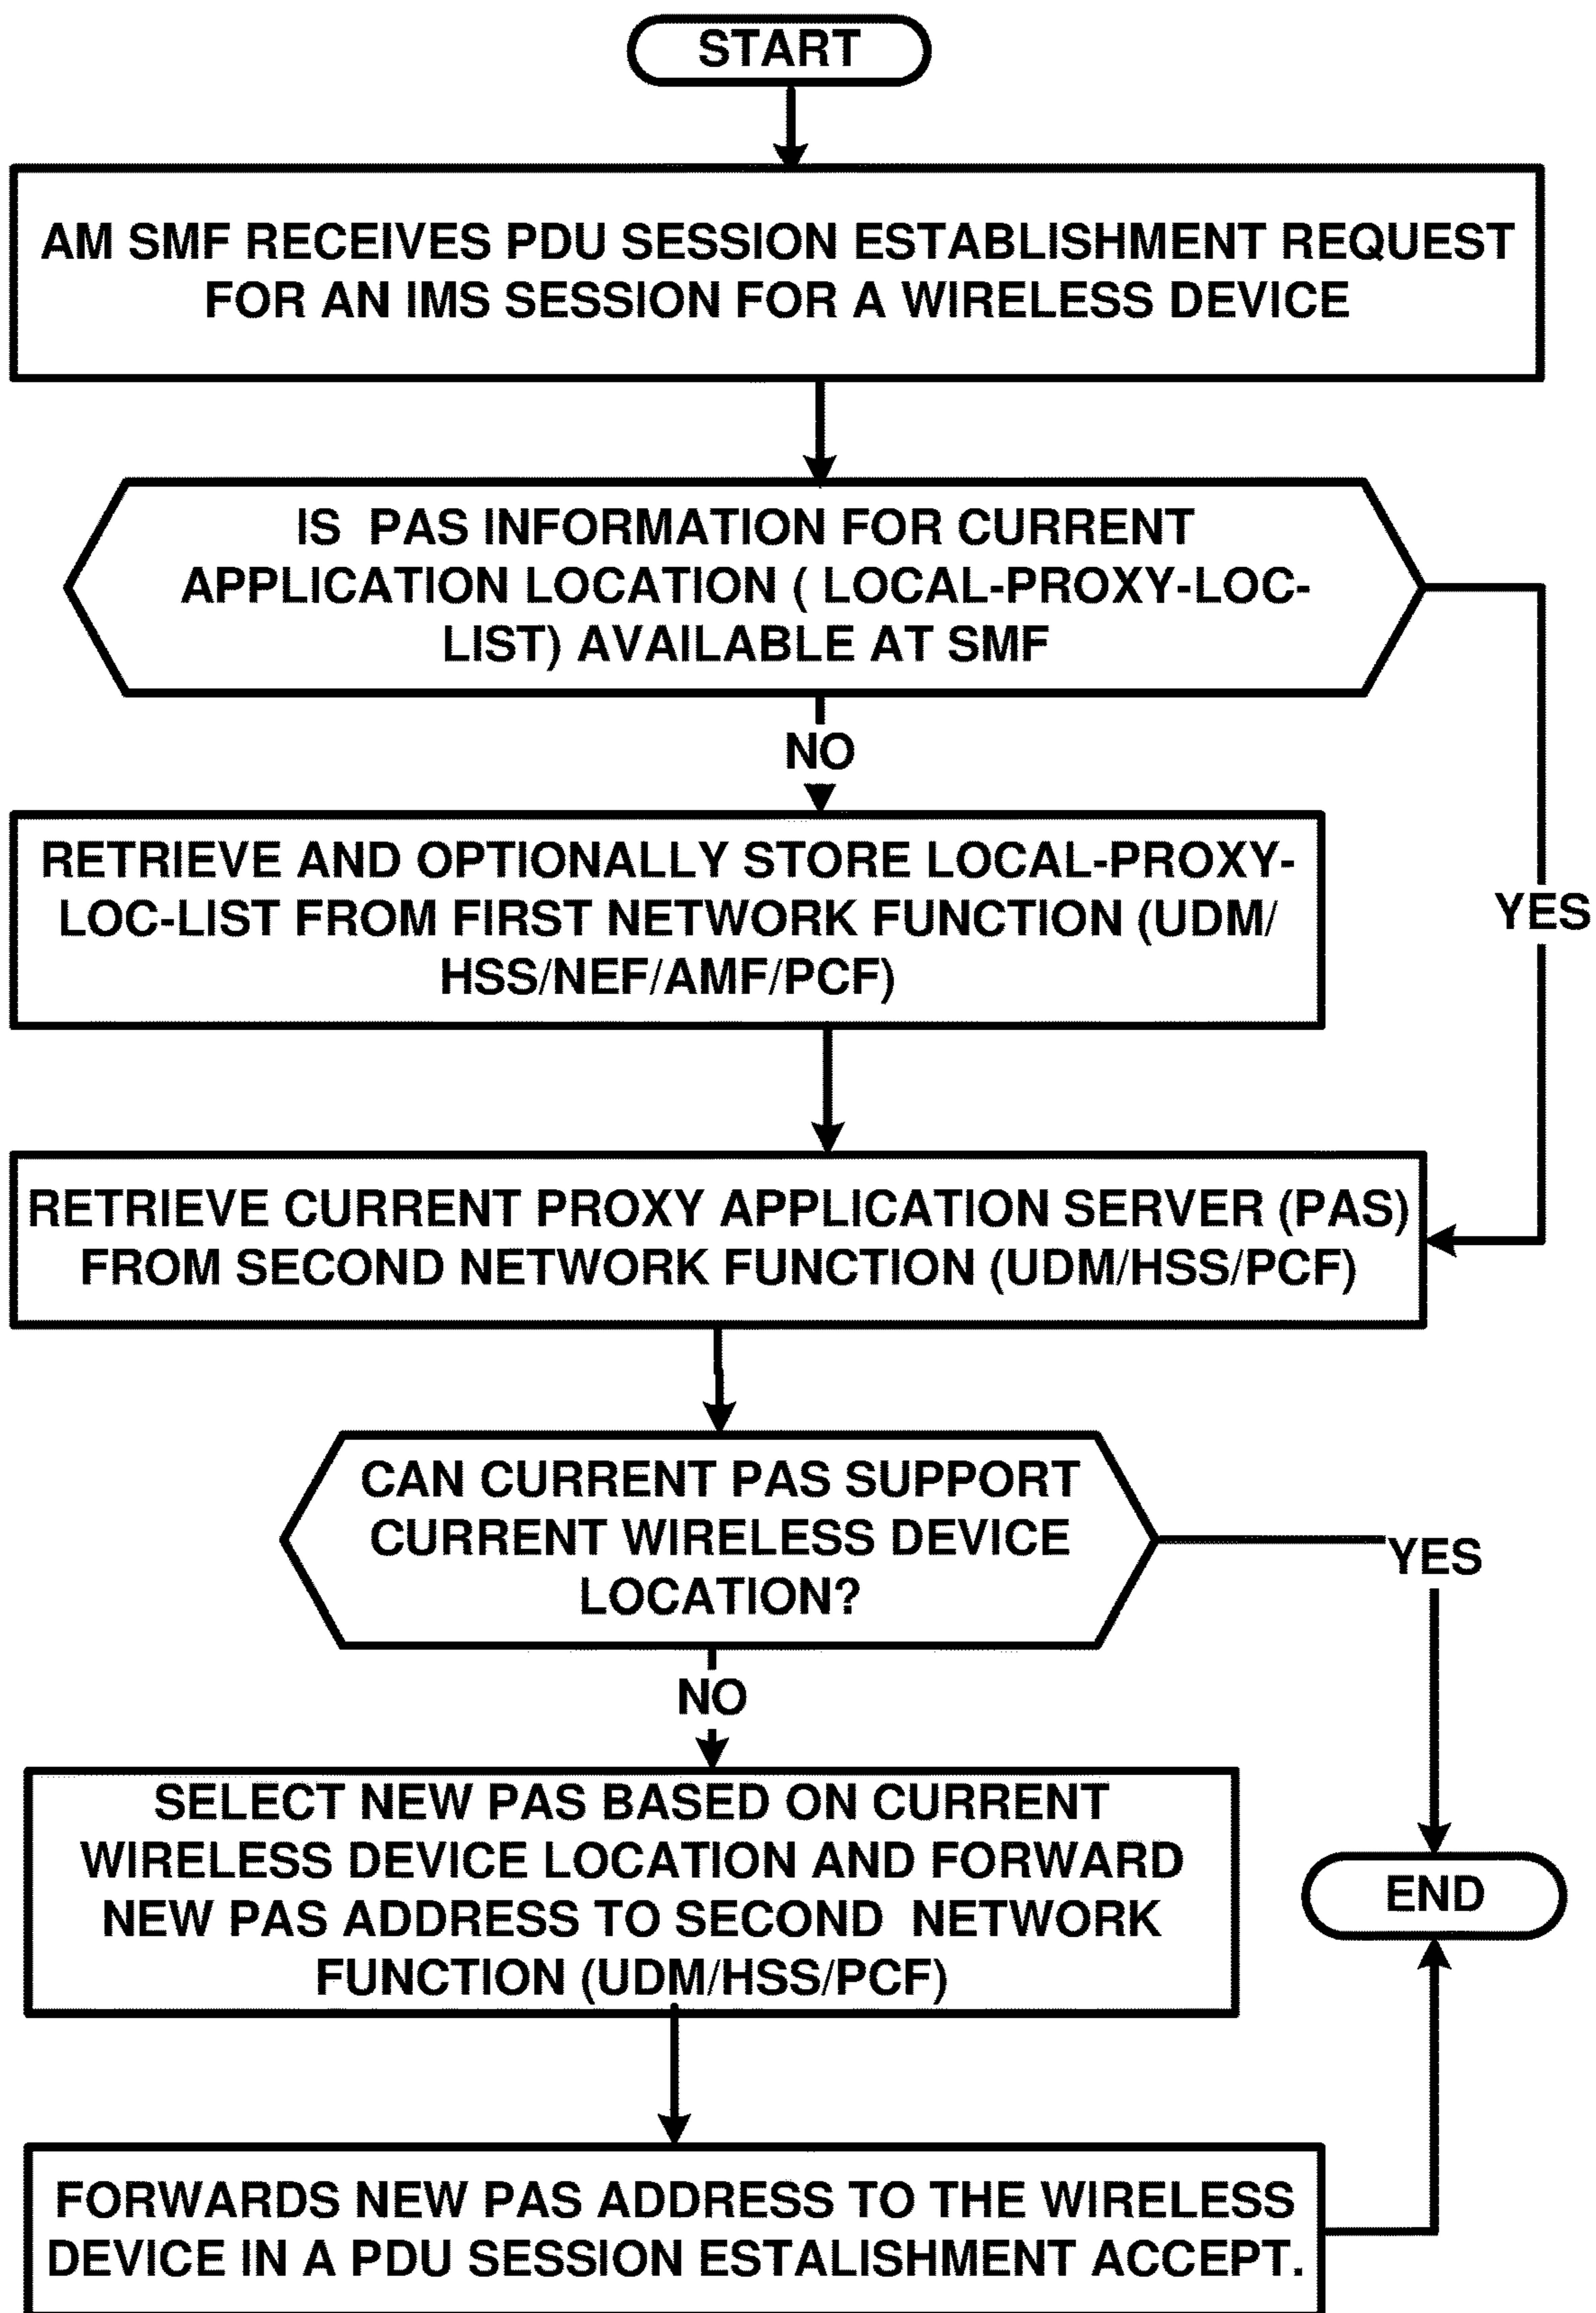 START
AM SMF RECEIVES PDU SESSION ESTABLISHMENT REQUEST
FOR AN IMS SESSION FOR A WIRELESS DEVICE
IS PAS INFORMATION FOR CURRENT
APPLICATION LOCATION ( LOCAL-PROXY-LOC-
LIST) AVAILABLE AT SMF
NO
RETRIEVE AND OPTIONALLY STORE LOCAL-PROXY-
LOC-LIST FROM FIRST NETWORK FUNCTION (UDM/
HSS/NEF/AMF/PCF)
YES
RETRIEVE CURRENT PROXY APPLICATION SERVER (PAS)
FROM SECOND NETWORK FUNCTION (UDM/HSS/PCF)
CAN CURRENT PAS SUPPORT
CURRENT WIRELESS DEVICE
LOCATION?
YES
NO
SELECT NEW PAS BASED ON CURRENT
WIRELESS DEVICE LOCATION AND FORWARD
NEW PAS ADDRESS TO SECOND NETWORK
FUNCTION (UDM/HSS/PCF)
END
FORWARDS NEW PAS ADDRESS TO THE WIRELESS
DEVICE IN A PDU SESSION ESTALISHMENT ACCEPT.